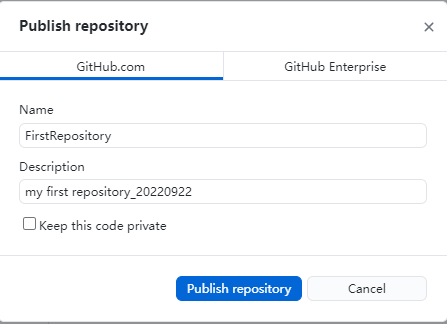 Publish repository
GitHub.com
GitHub Enterprise
Name
FirstRepository
Description
my first repository_20220922
Keep this code private
Publish repository
Cancel